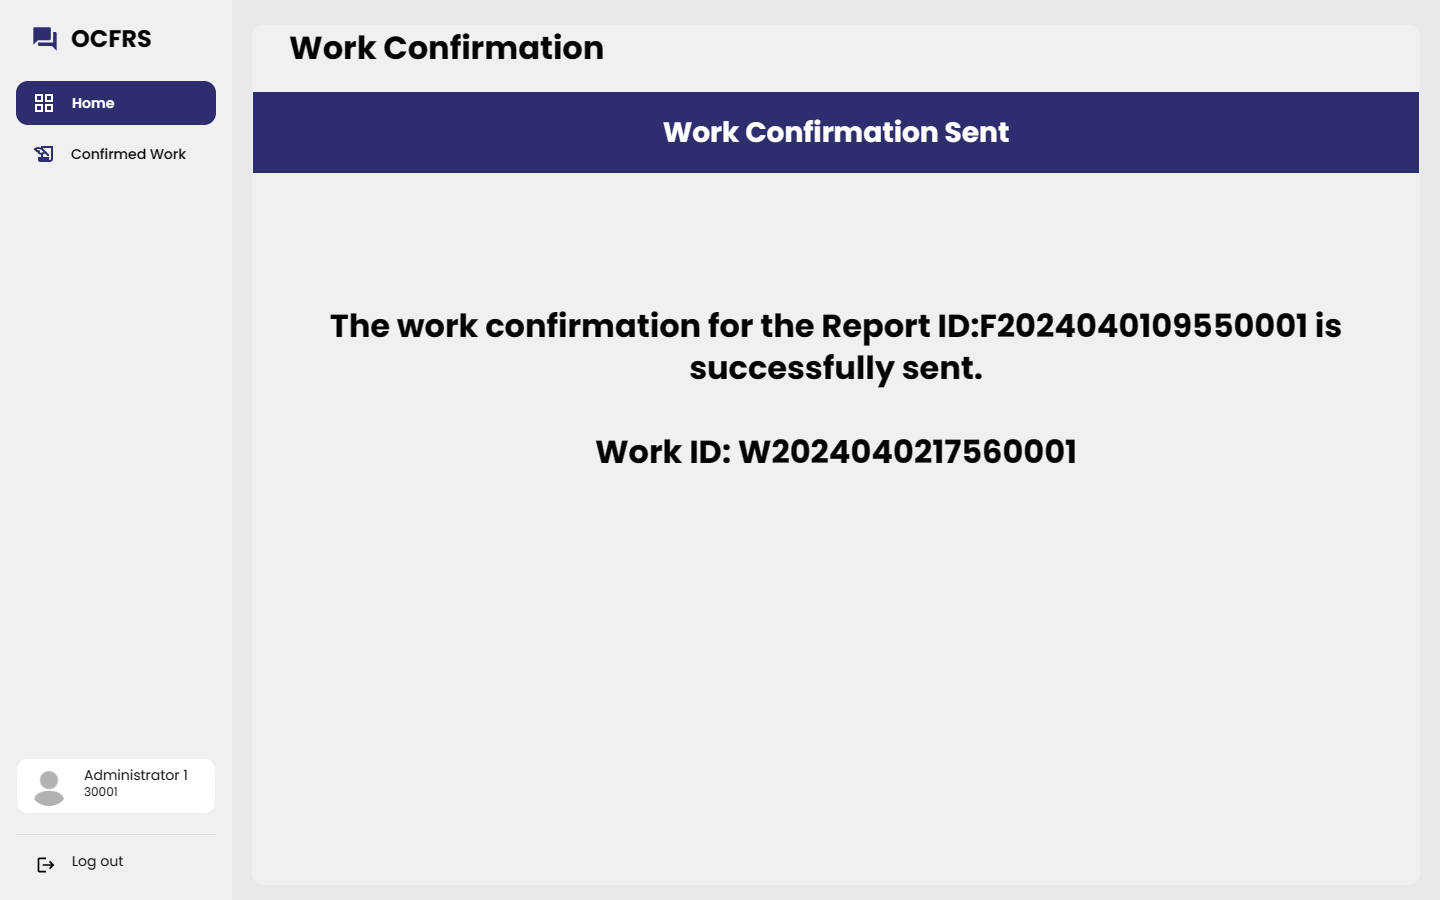 OCFRS
Home
Confirmed Work
Administrator 1
30001
Log out
Work Confirmation
Work Confirmation Sent
The work confirmation for the Report ID:F2024040109550001 is
successfully sent.
Work ID: W2024040217560001